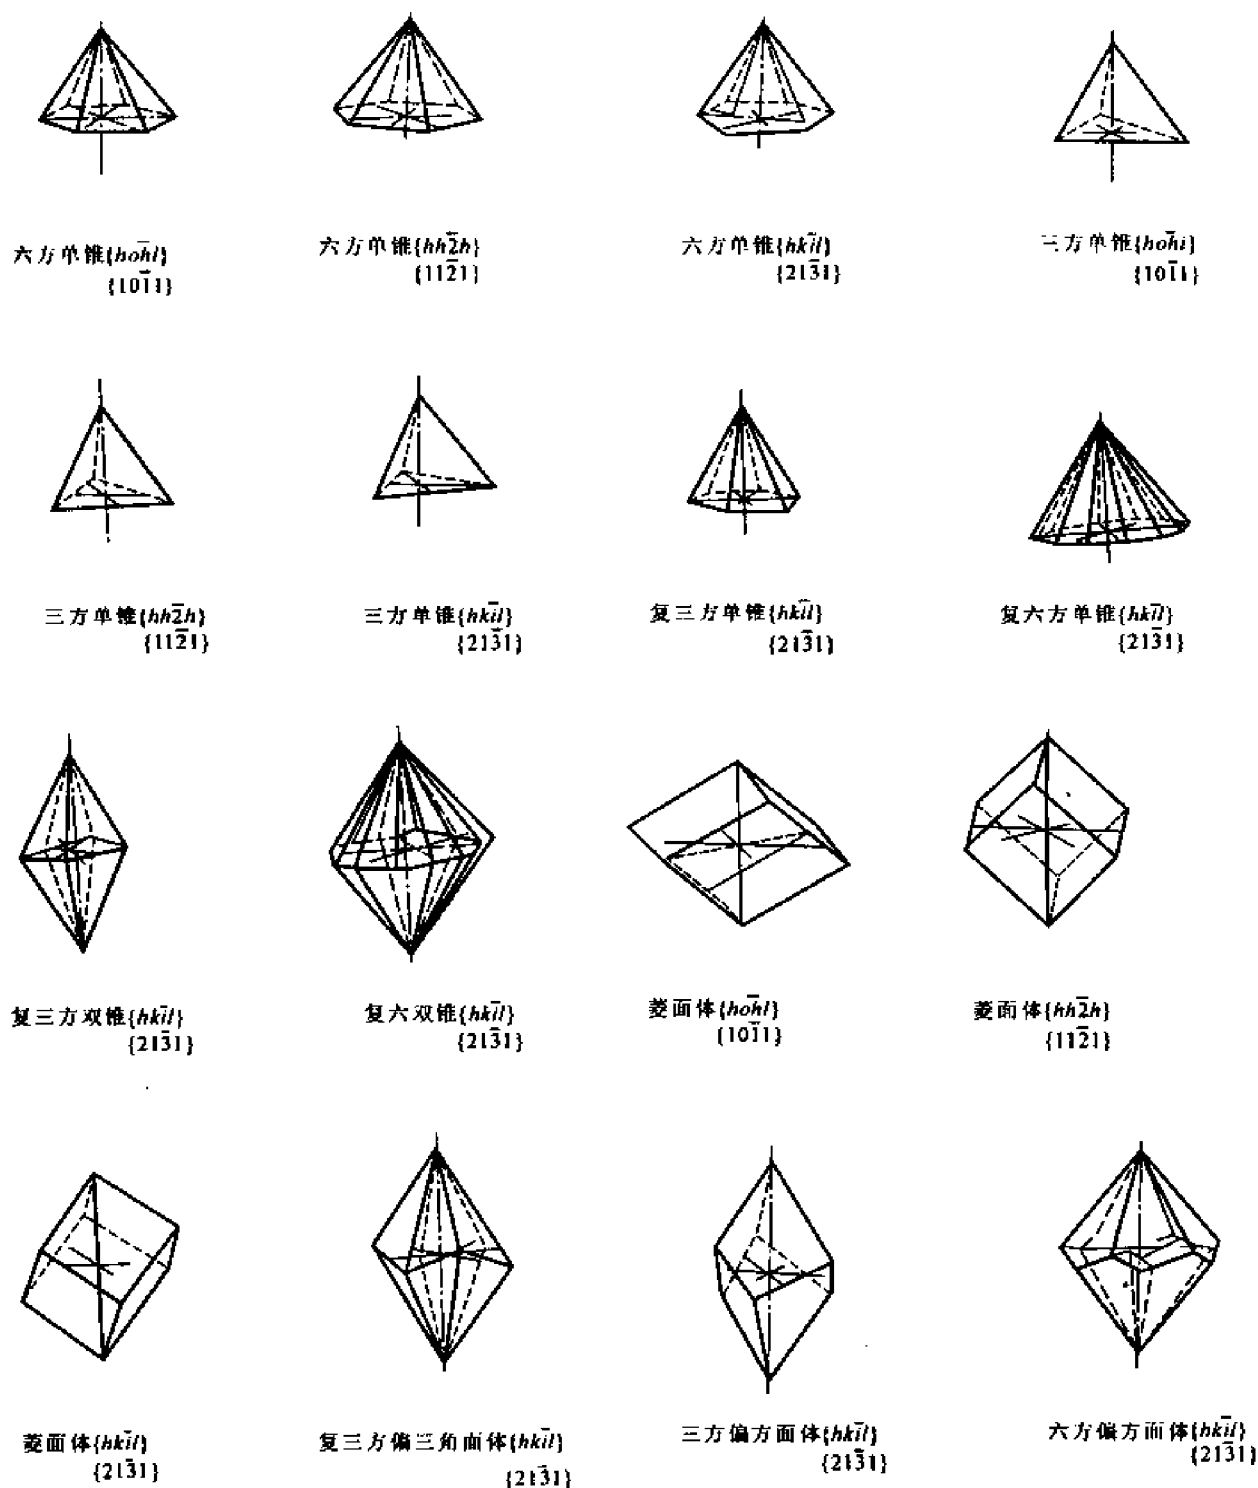 六方单锥{hoh̄l}
{101̄1}
六方单锥{hh2̄h}
{112̄1}
六方单锥{hkīl}
{213̄1}
三方单锥{hoh̄i}
{101̄1}
三方单锥{hh2̄h}
{112̄1}
三方单锥{hkīl}
{213̄1}
复三方单锥{hkīl}
{213̄1}
复六方单锥{hkīl}
{213̄1}
复三方双锥{hkīl}
{213̄1}
复六双锥{hkīl}
{213̄1}
菱面体{hoh̄l}
{101̄1}
菱面体{hh2̄h}
{112̄1}
菱面体{hkīl}
{213̄1}
复三方偏三角面体{hkīl}
{213̄1}
三方偏方面体{hkīl}
{213̄1}
六方偏方面体{hkīl}
{213̄1}